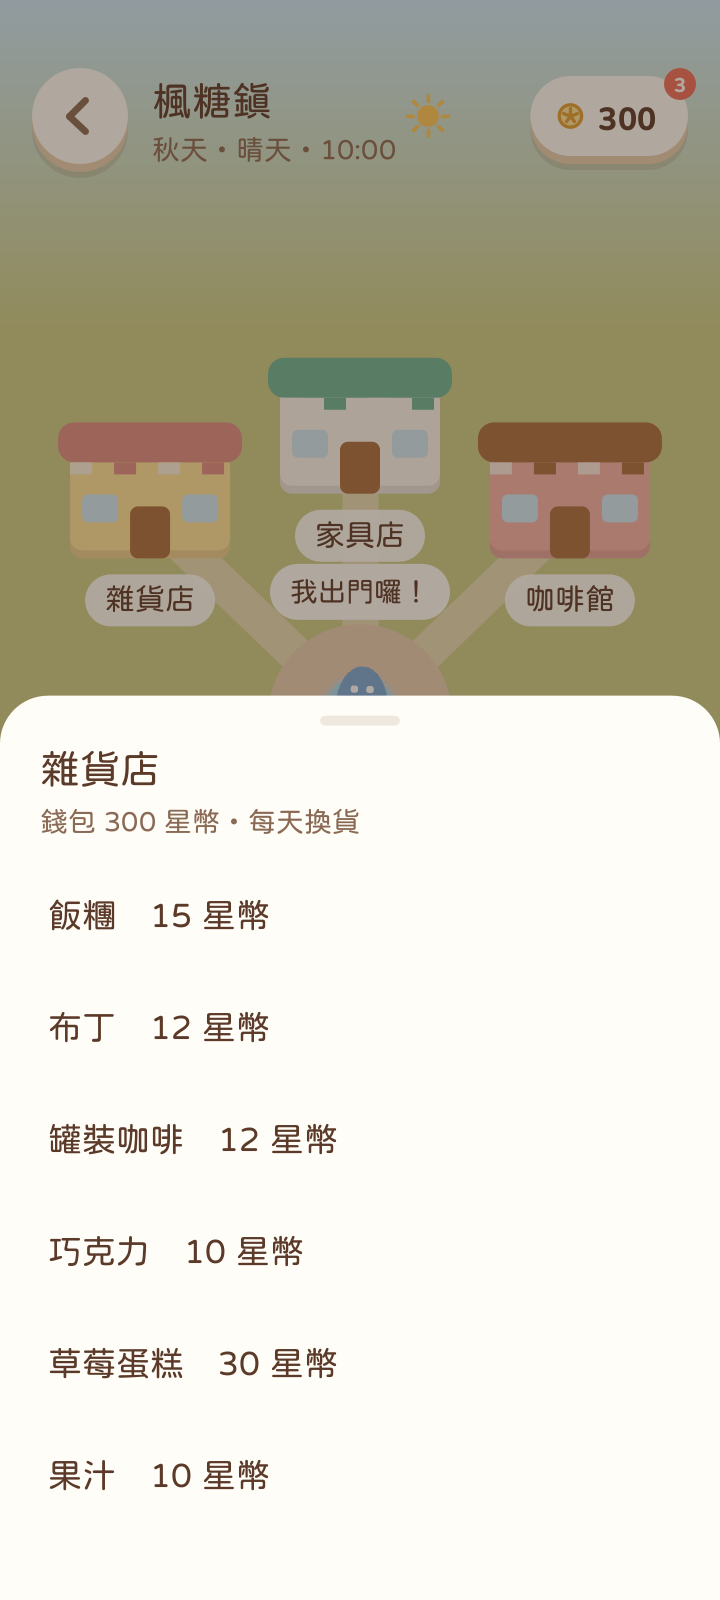 楓糖鎮
秋天・晴天・10:00
300
3
家具店
雜貨店
我出門囉！
咖啡館
雜貨店
錢包 300 星幣・每天換貨
飯糰 15 星幣
布丁 12 星幣
罐裝咖啡 12 星幣
巧克力 10 星幣
草莓蛋糕 30 星幣
果汁 10 星幣